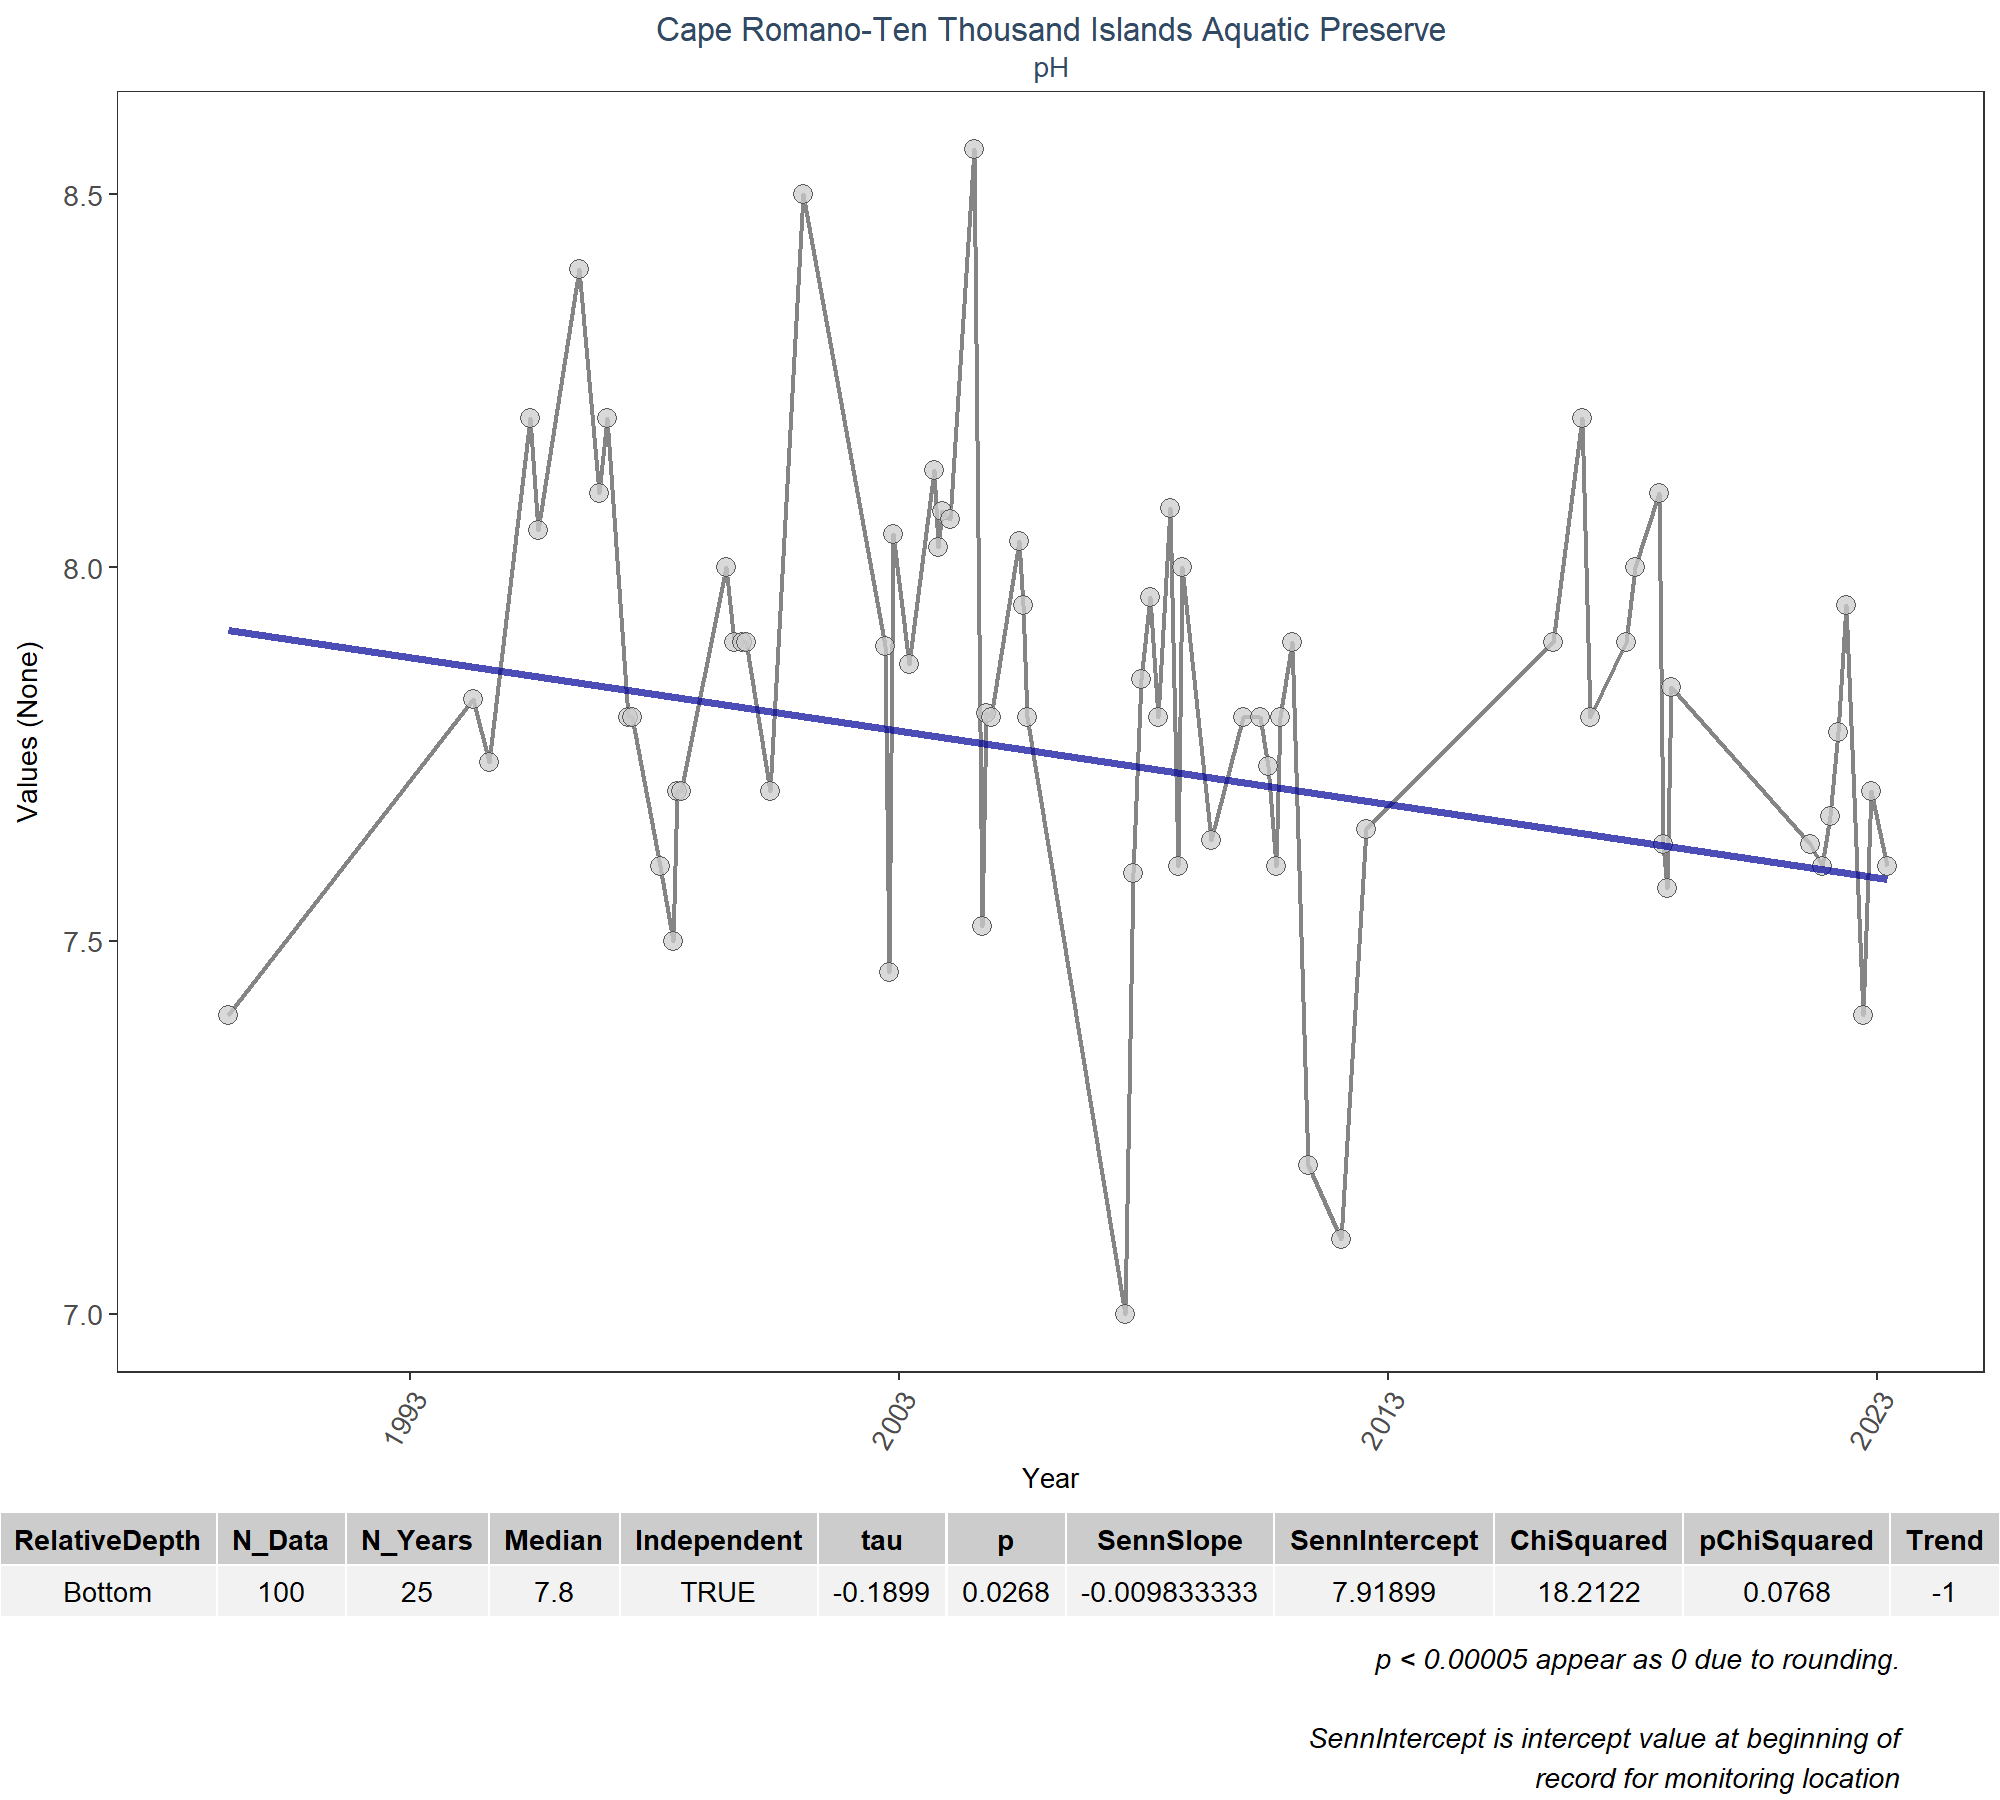 Cape Romano-Ten Thousand Islands Aquatic Preserve
pH
Values (None)
8.5
8.0
7.5
7.0
1993
2003
2013
2023
Year
RelativeDepth N_Data N_Years Median Independent tau p SennSlope SennIntercept ChiSquared pChiSquared Trend
Bottom 100 25 7.8 TRUE -0.1899 0.0268 -0.009833333 7.91899 18.2122 0.0768 -1
p < 0.00005 appear as 0 due to rounding.
SennIntercept is intercept value at beginning of
record for monitoring location